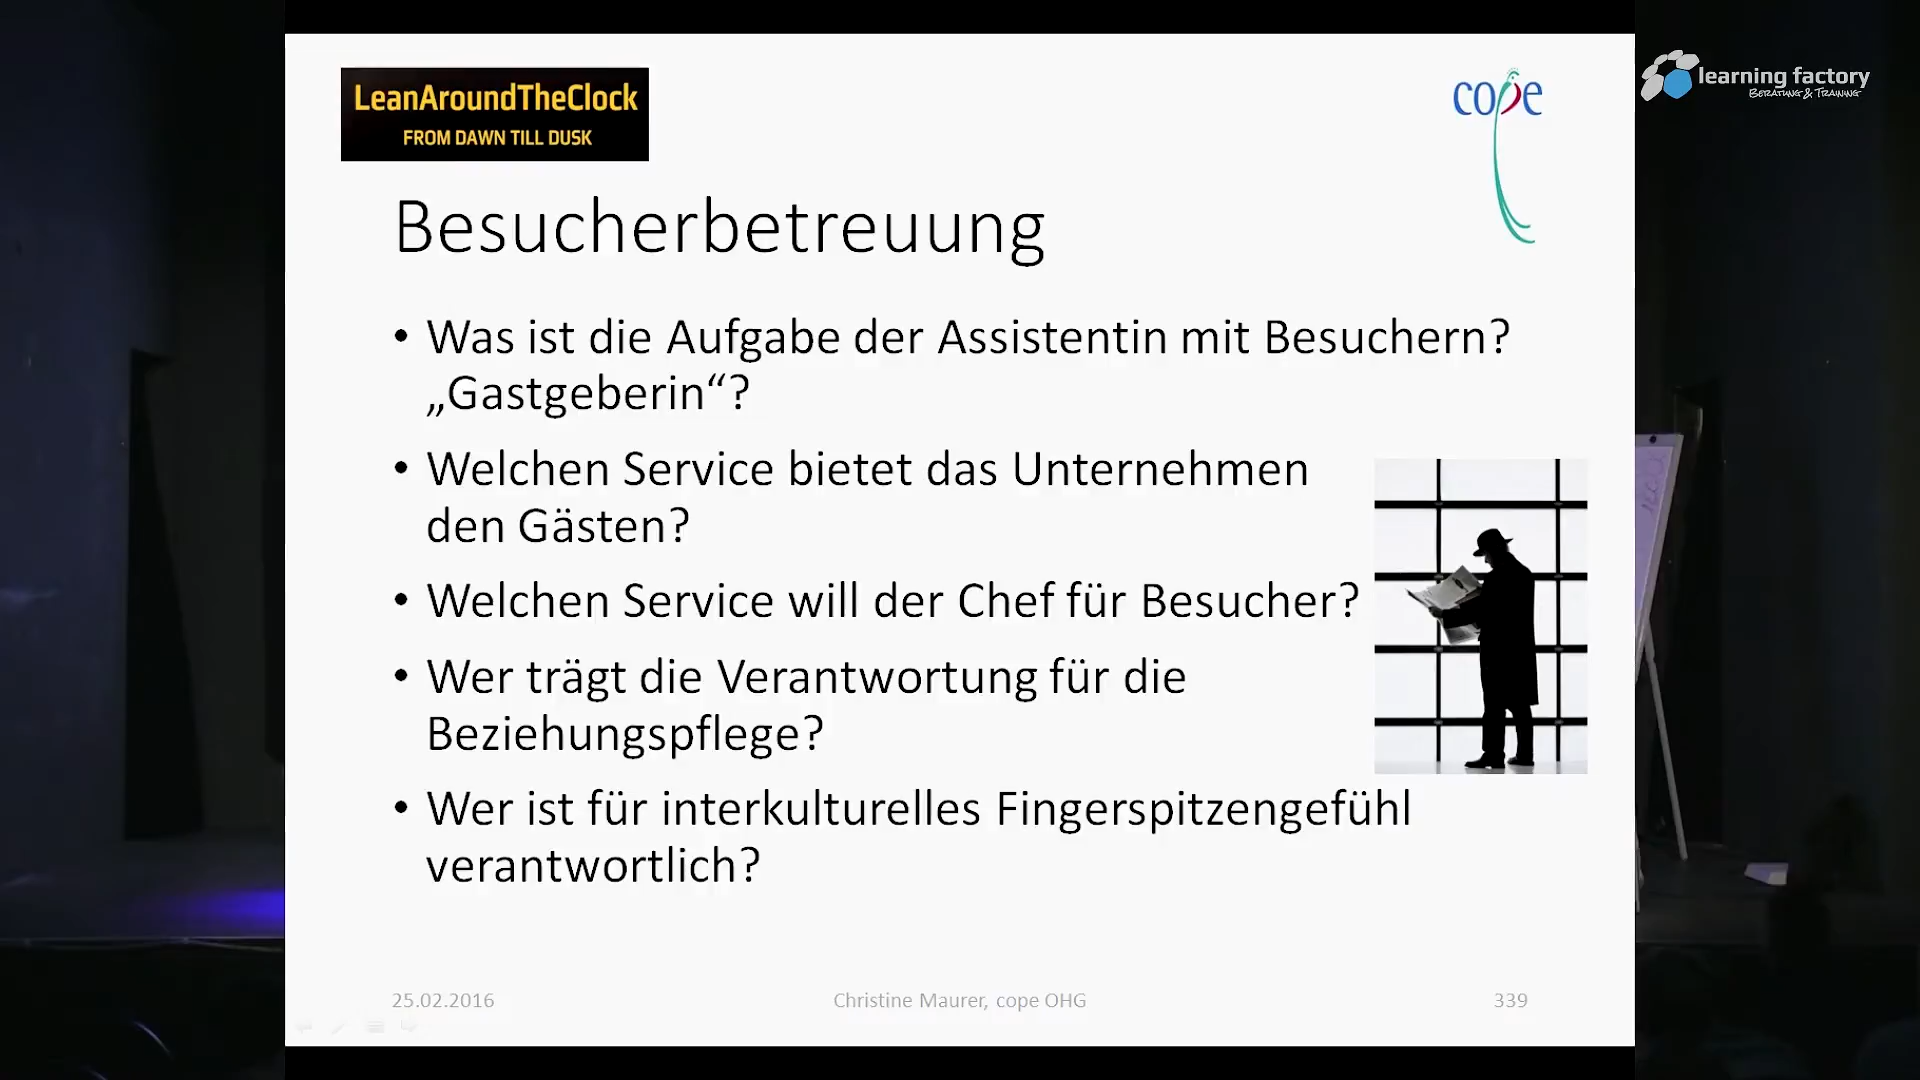 LeanAroundTheClock
FROM DAWN TILL DUSK
cope
learning factory
BERATUNG & TRAINING
Besucherbetreuung
• Was ist die Aufgabe der Assistentin mit Besuchern?
„Gastgeberin“?
• Welchen Service bietet das Unternehmen
den Gästen?
• Welchen Service will der Chef für Besucher?
• Wer trägt die Verantwortung für die
Beziehungspflege?
• Wer ist für interkulturelles Fingerspitzengefühl
verantwortlich?
25.02.2016
Christine Maurer, cope OHG
339